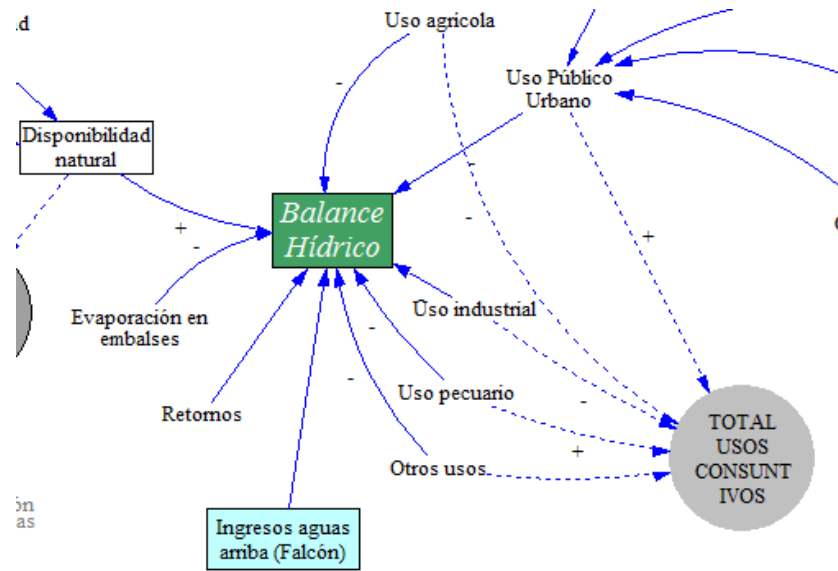 Uso agrícola
Uso Público
Urbano
Disponibilidad
natural
Balance
Hídrico
-
-
-
+
-
+
Evaporación en
embalses
Uso industrial
-
Uso pecuario
-
-
Retornos
Otros usos
+
TOTAL
USOS
CONSUNT
IVOS
Ingresos aguas
arriba (Falcón)